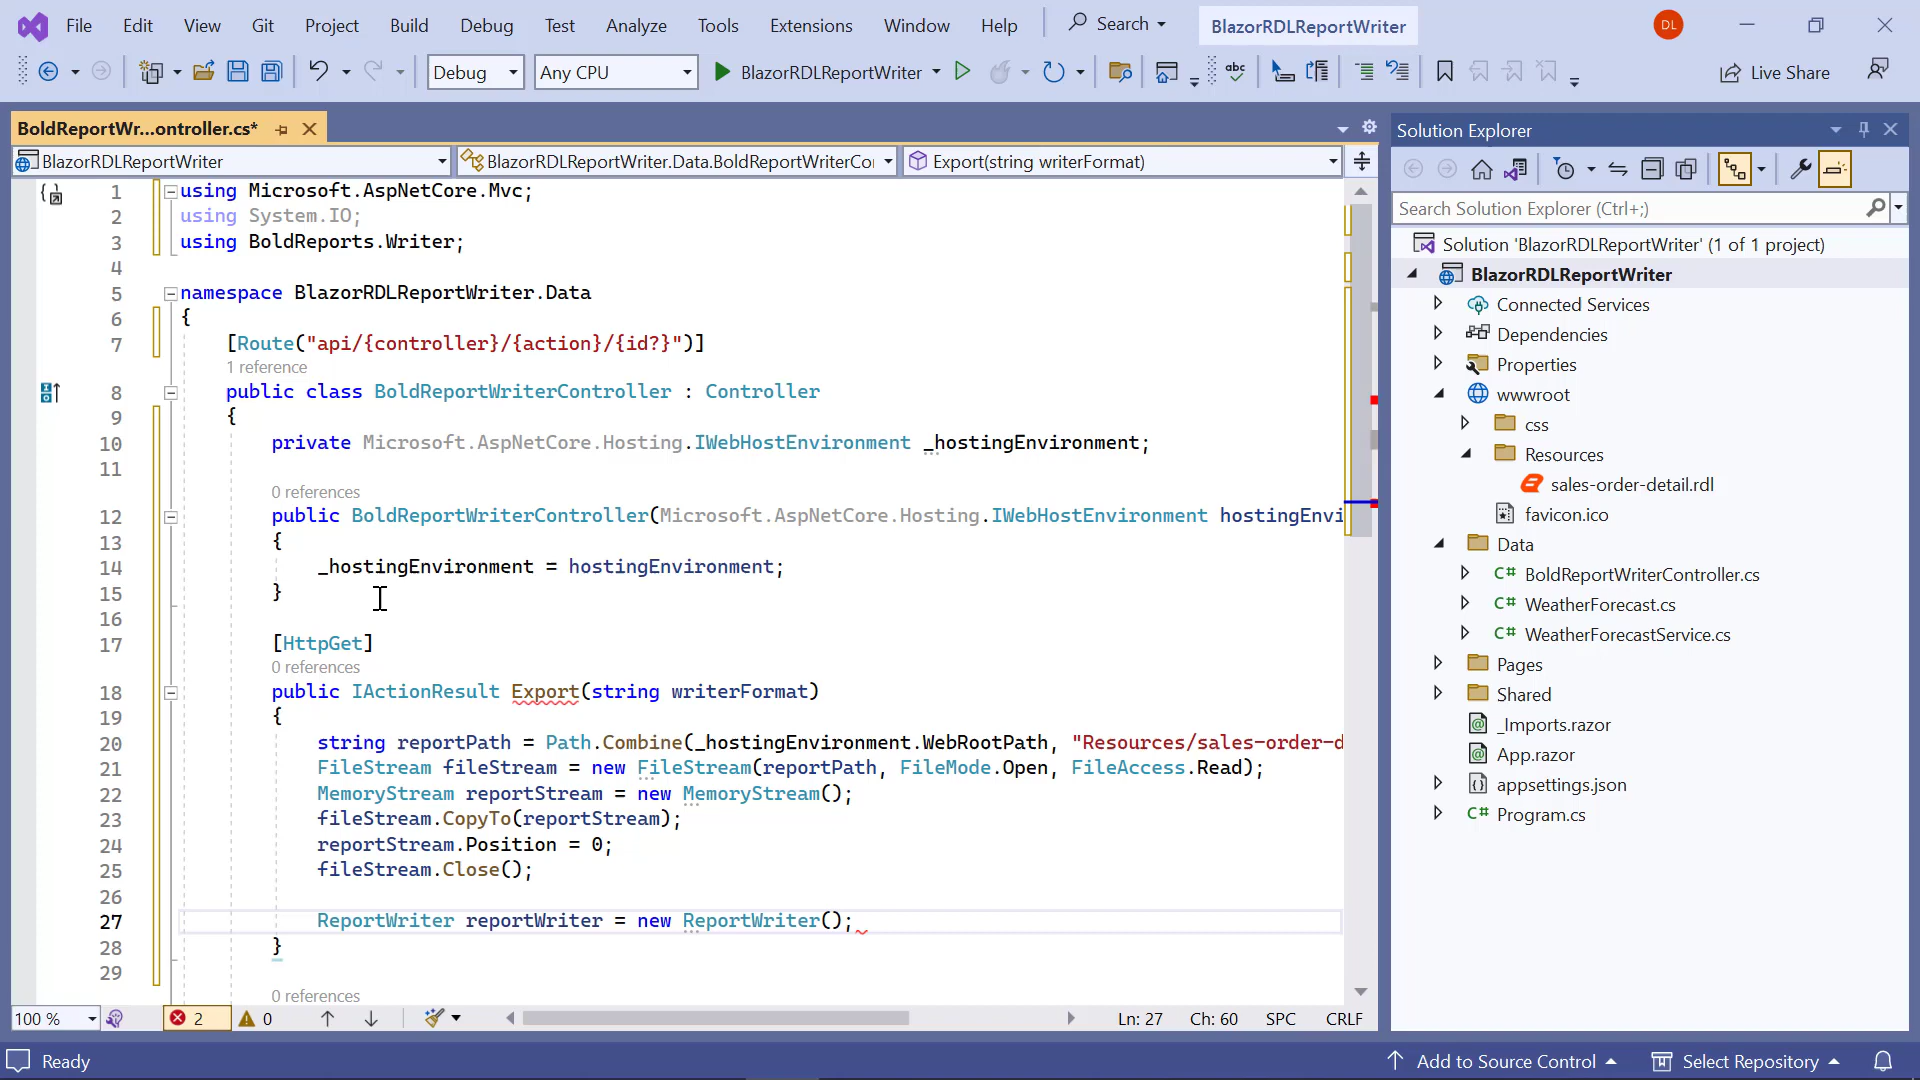 File Edit View Git Project Build Debug Test Analyze Tools Extensions Window Help Search BlazorRDLReportWriter DL
Debug Any CPU BlazorRDLReportWriter abc Live Share
BoldReportWr...ontroller.cs*
BlazorRDLReportWriter BlazorRDLReportWriter.Data.BoldReportWriterCo Export(string writerFormat)
1 using Microsoft.AspNetCore.Mvc;
2 using System.IO;
3 using BoldReports.Writer;
4
5 namespace BlazorRDLReportWriter.Data
6 {
7 [Route("api/{controller}/{action}/{id?}")]
1 reference
8 public class BoldReportWriterController : Controller
9 {
10 private Microsoft.AspNetCore.Hosting.IWebHostEnvironment _hostingEnvironment;
11
0 references
12 public BoldReportWriterController(Microsoft.AspNetCore.Hosting.IWebHostEnvironment hostingEnvi
13 {
14 _hostingEnvironment = hostingEnvironment;
15 }
16
17 [HttpGet]
0 references
18 public IActionResult Export(string writerFormat)
19 {
20 string reportPath = Path.Combine(_hostingEnvironment.WebRootPath, "Resources/sales-order-d
21 FileStream fileStream = new FileStream(reportPath, FileMode.Open, FileAccess.Read);
22 MemoryStream reportStream = new MemoryStream();
23 fileStream.CopyTo(reportStream);
24 reportStream.Position = 0;
25 fileStream.Close();
26
27 ReportWriter reportWriter = new ReportWriter();
28 }
29
0 references
100 % 2 0 Ln: 27 Ch: 60 SPC CRLF
Solution Explorer
Search Solution Explorer (Ctrl+;)
Solution 'BlazorRDLReportWriter' (1 of 1 project)
BlazorRDLReportWriter
Connected Services
Dependencies
Properties
wwwroot
css
Resources
sales-order-detail.rdl
favicon.ico
Data
C# BoldReportWriterController.cs
C# WeatherForecast.cs
C# WeatherForecastService.cs
Pages
Shared
_Imports.razor
App.razor
appsettings.json
C# Program.cs
Ready Add to Source Control Select Repository